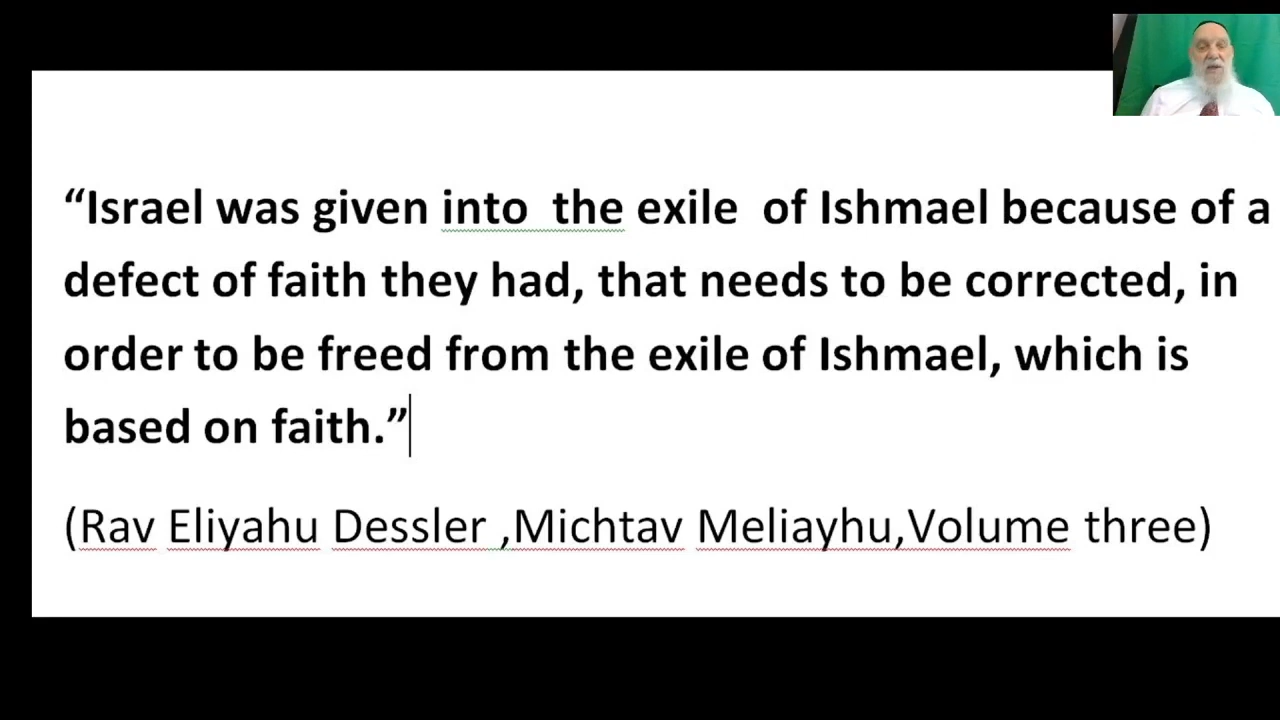 “Israel was given into  the exile  of Ishmael because of a
defect of faith they had, that needs to be corrected, in
order to be freed from the exile of Ishmael, which is
based on faith.”
(Rav Eliyahu Dessler ,Michtav Meliayhu,Volume three)